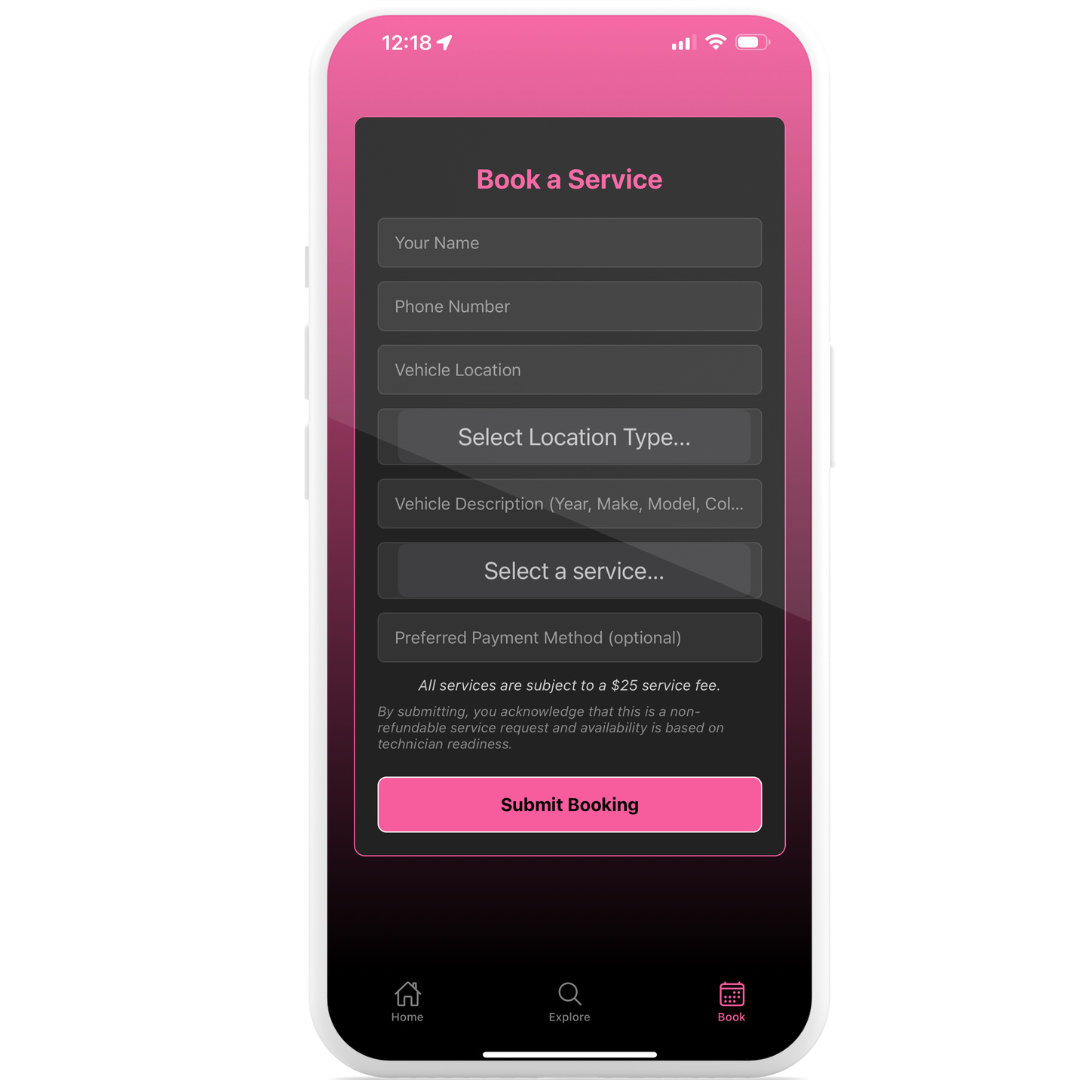 12:18
Book a Service
Your Name
Phone Number
Vehicle Location
Select Location Type...
Vehicle Description (Year, Make, Model, Col...
Select a service...
Preferred Payment Method (optional)
All services are subject to a $25 service fee.
By submitting, you acknowledge that this is a non-
refundable service request and availability is based on
technician readiness.
Submit Booking
Home
Explore
Book